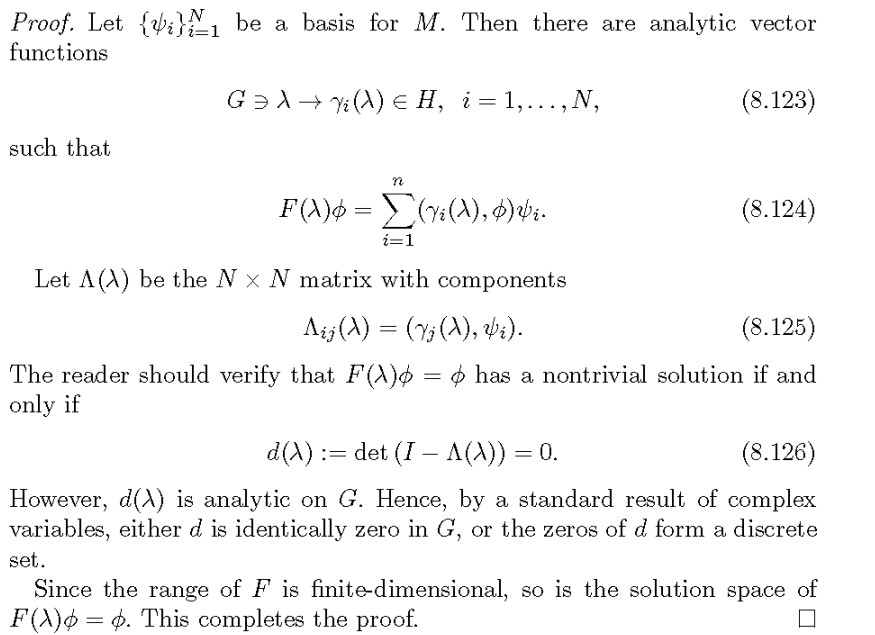 Proof. Let {ψ_i}_{i=1}^N be a basis for M. Then there are analytic vector
functions
G ∋ λ → γ_i(λ) ∈ H, i = 1, . . . , N, (8.123)
such that
F(λ)φ = ∑_{i=1}^n (γ_i(λ), φ)ψ_i. (8.124)
Let Λ(λ) be the N × N matrix with components
Λ_{ij}(λ) = (γ_j(λ), ψ_i). (8.125)
The reader should verify that F(λ)φ = φ has a nontrivial solution if and
only if
d(λ) := det (I − Λ(λ)) = 0. (8.126)
However, d(λ) is analytic on G. Hence, by a standard result of complex
variables, either d is identically zero in G, or the zeros of d form a discrete
set.
Since the range of F is finite-dimensional, so is the solution space of
F(λ)φ = φ. This completes the proof. □